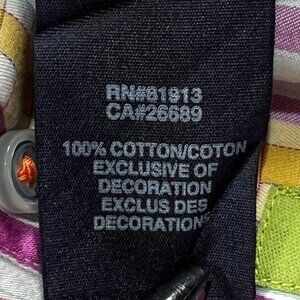 RN#61913
CA#26689
100% COTTON/COTON
EXCLUSIVE OF
DECORATION
EXCLUS DES
DECORATIONS